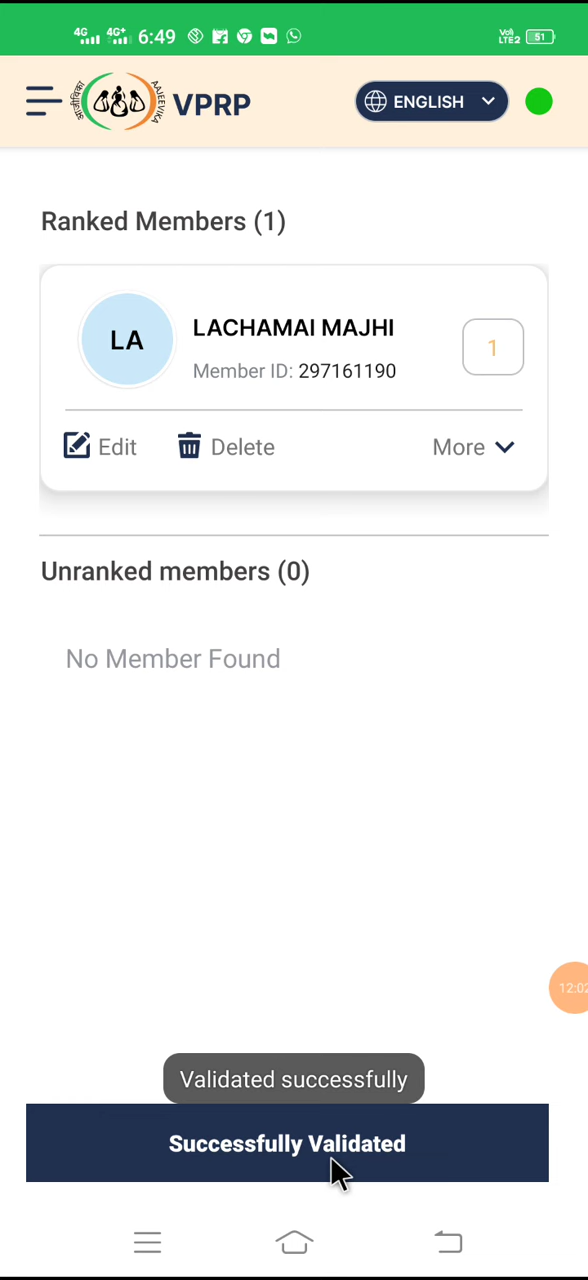 4G 4G+ 6:49 VoLTE2 51
आजीविका AAJEEVIKA VPRP ENGLISH
Ranked Members (1)
LA LACHAMAI MAJHI 1
Member ID: 297161190
Edit Delete More
Unranked members (0)
No Member Found
12:02
Validated successfully
Successfully Validated